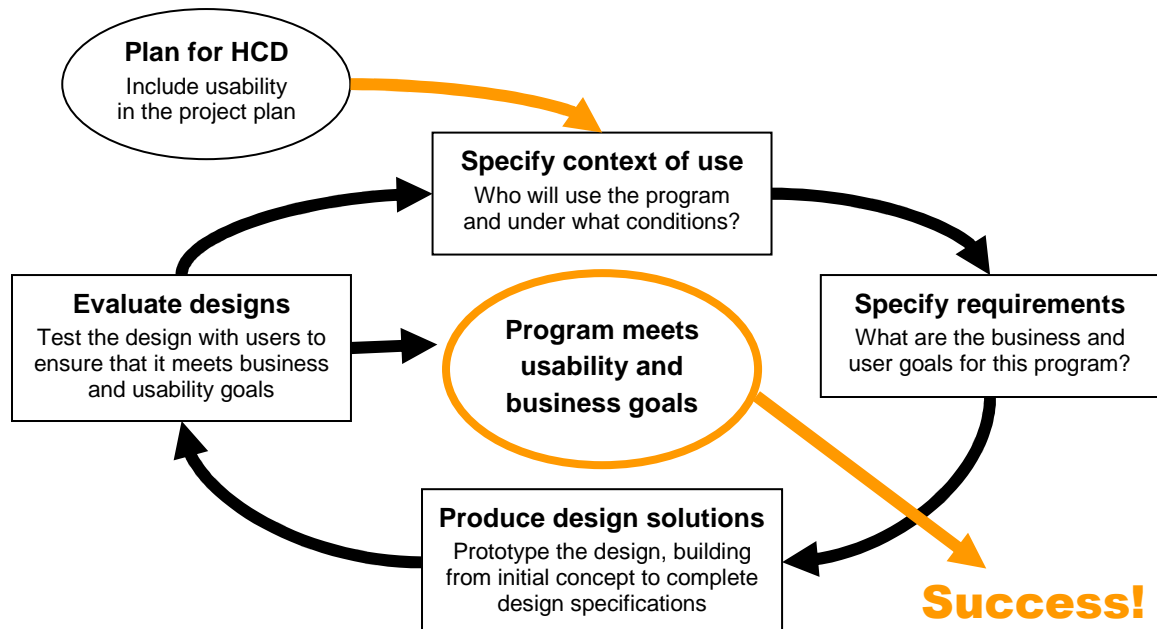 Plan for HCD
Include usability
in the project plan
Specify context of use
Who will use the program
and under what conditions?
Specify requirements
What are the business and
user goals for this program?
Produce design solutions
Prototype the design, building
from initial concept to complete
design specifications
Evaluate designs
Test the design with users to
ensure that it meets business
and usability goals
Program meets
usability and
business goals
Success!